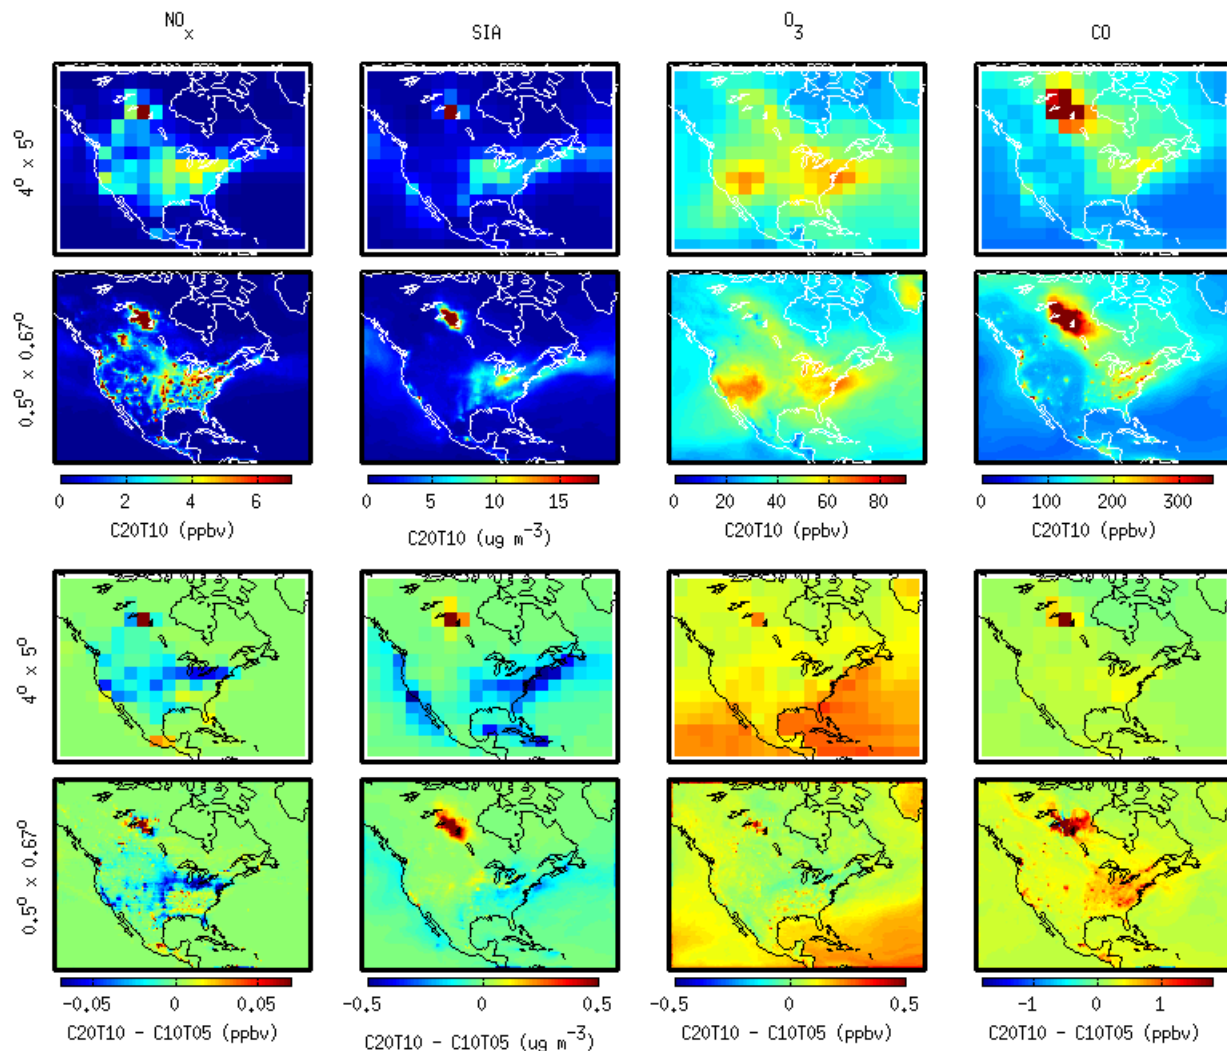 NOx SIA O3 CO
4° × 5°
0.5° × 0.67°
0 2 4 6 0 5 10 15 0 20 40 60 80 0 100 200 300
C20T10 (ppbv) C20T10 (ug m−3) C20T10 (ppbv) C20T10 (ppbv)
4° × 5°
0.5° × 0.67°
−0.05 0 0.05 −0.5 0 0.5 −0.5 0 0.5 −1 0 1
C20T10 − C10T05 (ppbv) C20T10 − C10T05 (ug m−3) C20T10 − C10T05 (ppbv) C20T10 − C10T05 (ppbv)